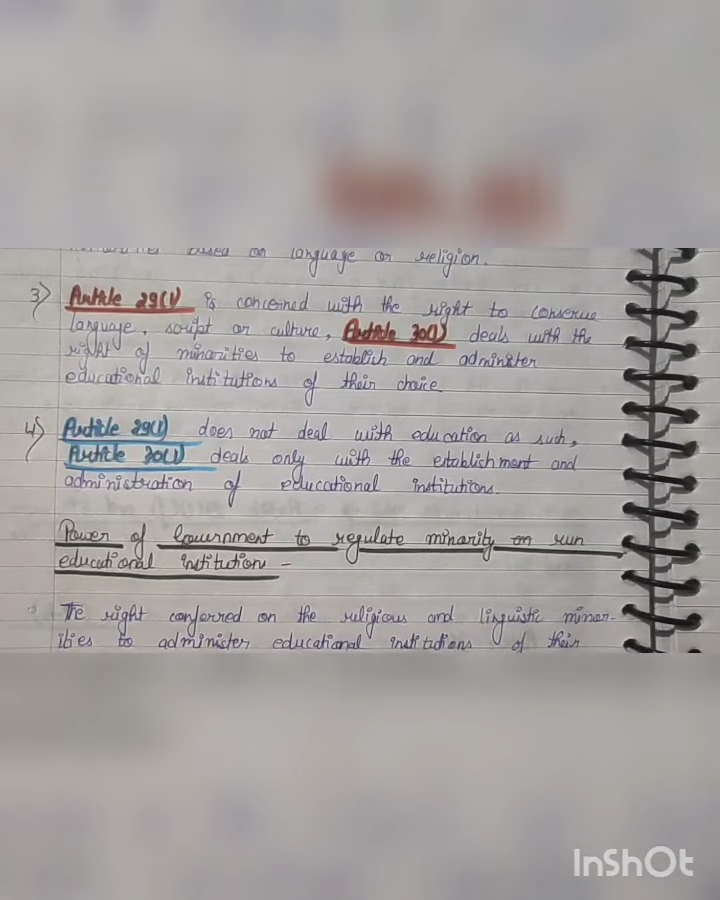 based on language or religion.
3) Article 29(1) is concerned with the right to conserve
language, script or culture, Article 30(1) deals with the
right of minorities to establich and administer
educational institutions of their choice
4) Article 29(1) does not deal with education as such,
Article 30(1) deals only with the establishment and
administration of educational institutions.
Power of Government to regulate minority on run
educational institution -
The right conferred on the religious and linguistic minor-
ities to administer educational institutions of their
InShOt